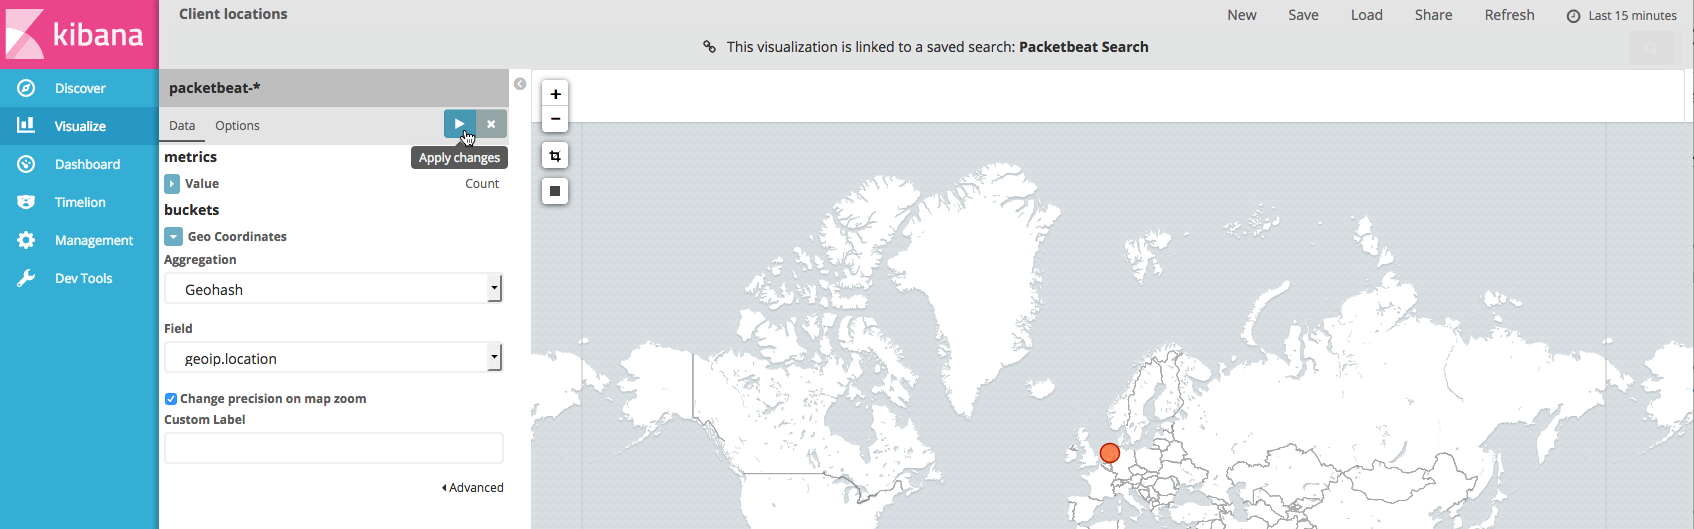 kibana
Client locations
New Save Load Share Refresh Last 15 minutes
This visualization is linked to a saved search: Packetbeat Search
Discover
Visualize
Dashboard
Timelion
Management
Dev Tools
packetbeat-*
Data Options
Apply changes
metrics
Value Count
buckets
Geo Coordinates
Aggregation
Geohash
Field
geoip.location
Change precision on map zoom
Custom Label
Advanced
+
−